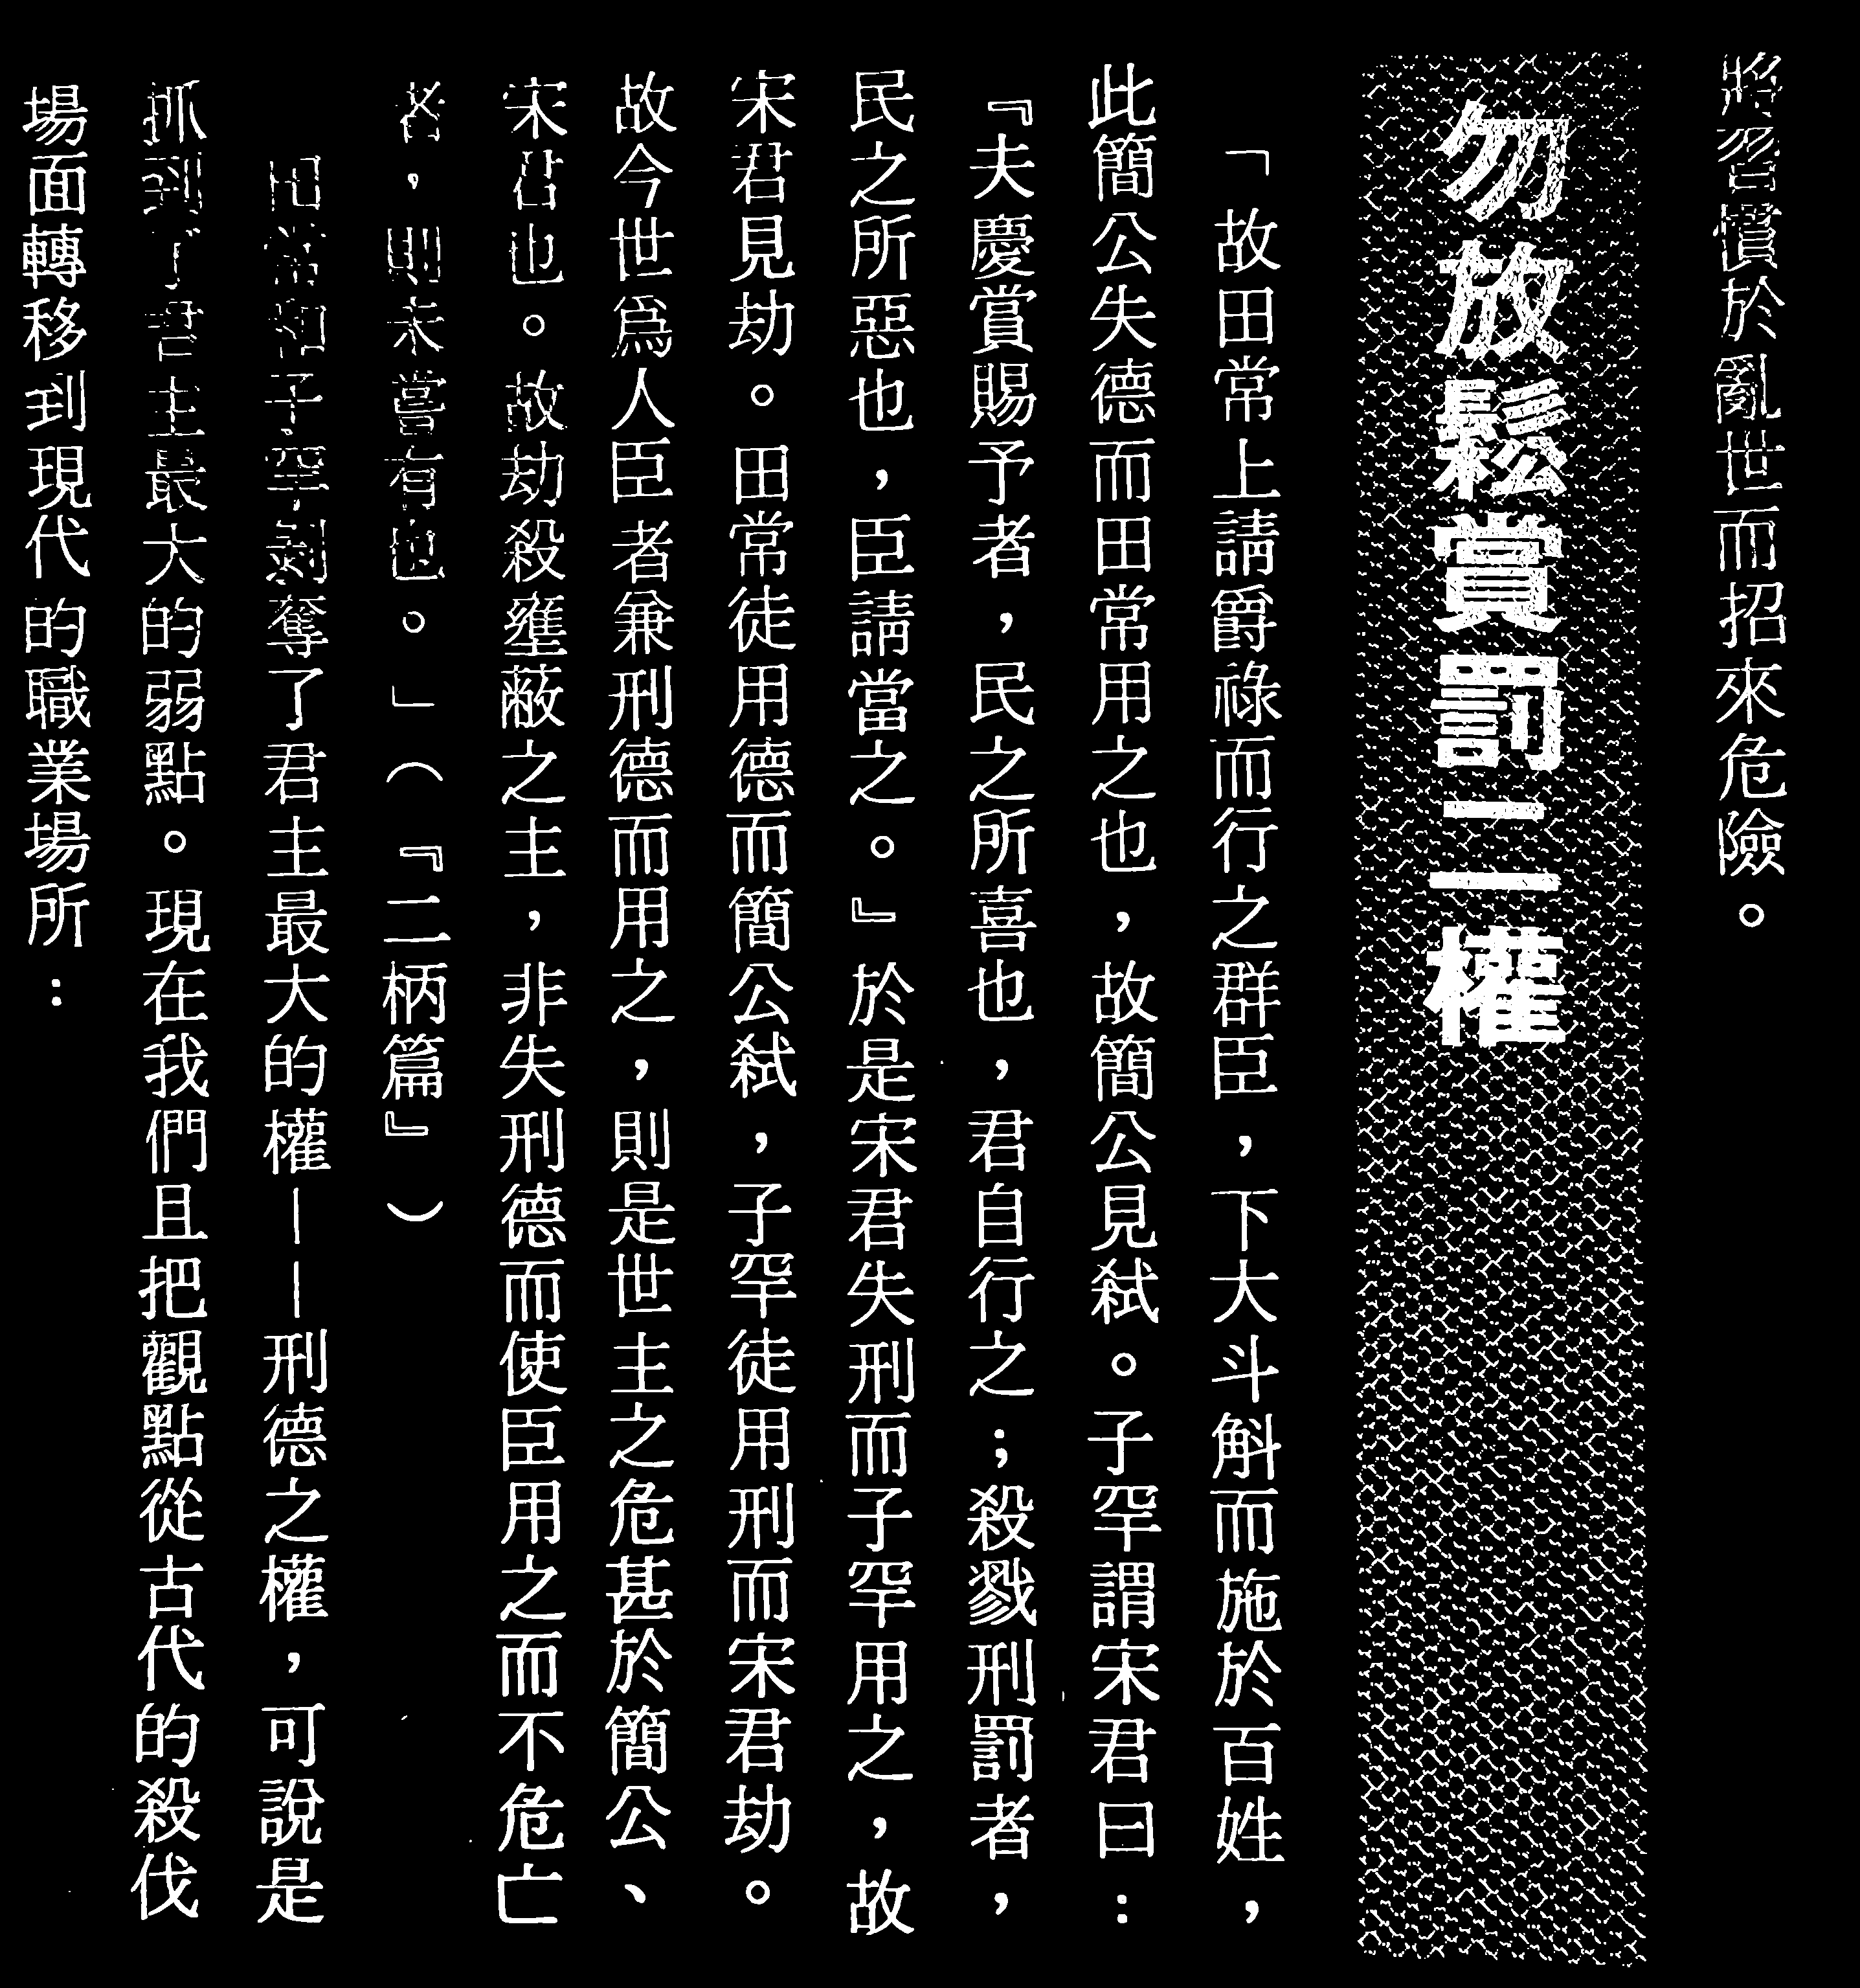 將習慣於亂世而招來危險。
勿放鬆賞罰二權
「故田常上請爵祿而行之群臣，下大斗斛而施於百姓，
此簡公失德而田常用之也，故簡公見弒。子罕謂宋君曰：
『夫慶賞賜予者，民之所喜也，君自行之；殺戮刑罰者，
民之所惡也，臣請當之。』於是宋君失刑而子罕用之，故
宋君見劫。田常徒用德而簡公弒，子罕徒用刑而宋君劫。
故今世爲人臣者兼刑德而用之，則是世主之危甚於簡公、
宋君也。故劫殺壅蔽之主，非失刑德而使臣用之而不危亡
者，則未嘗有也。」（『二柄篇』）
田常和子罕剝奪了君主最大的權——刑德之權，可說是
抓到了君主最大的弱點。現在我們且把觀點從古代的殺伐
場面轉移到現代的職業場所：